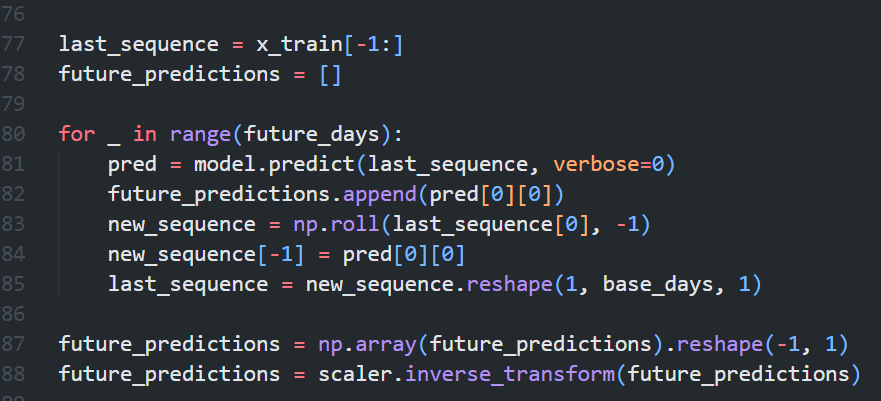 76
77 last_sequence = x_train[-1:]
78 future_predictions = []
79
80 for _ in range(future_days):
81     pred = model.predict(last_sequence, verbose=0)
82     future_predictions.append(pred[0][0])
83     new_sequence = np.roll(last_sequence[0], -1)
84     new_sequence[-1] = pred[0][0]
85     last_sequence = new_sequence.reshape(1, base_days, 1)
86
87 future_predictions = np.array(future_predictions).reshape(-1, 1)
88 future_predictions = scaler.inverse_transform(future_predictions)